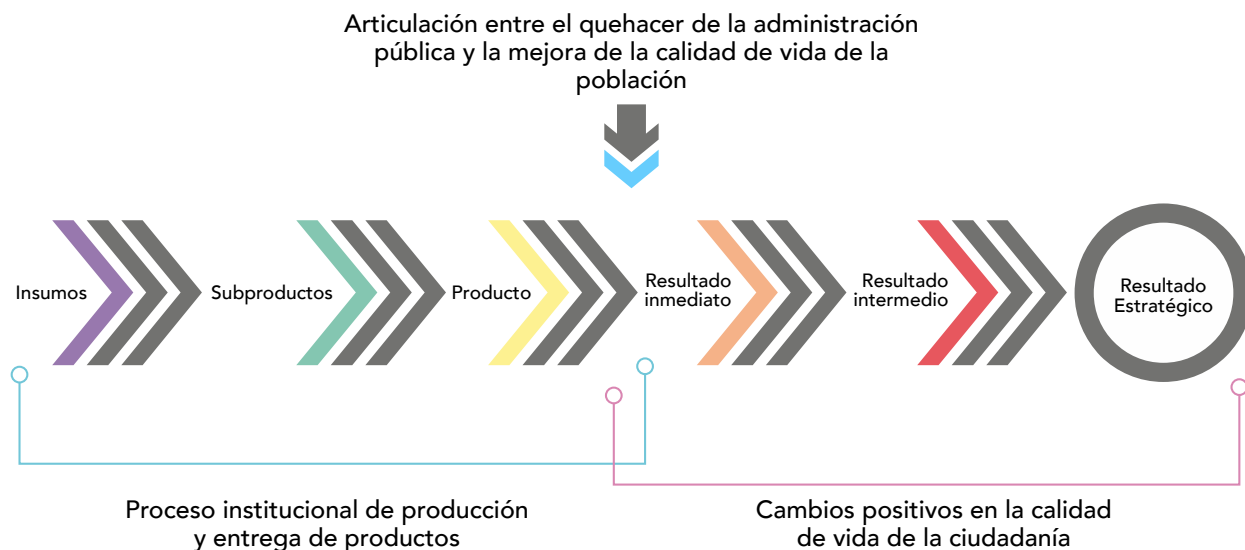 Articulación entre el quehacer de la administración
pública y la mejora de la calidad de vida de la
población
Insumos
Subproductos
Producto
Resultado
inmediato
Resultado
intermedio
Resultado
Estratégico
Proceso institucional de producción
y entrega de productos
Cambios positivos en la calidad
de vida de la ciudadanía